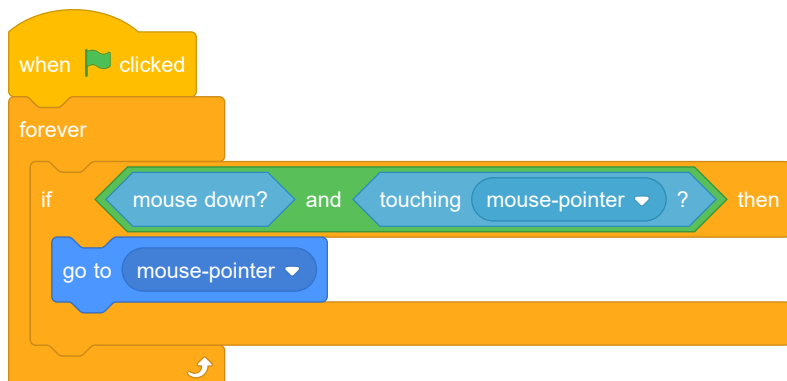 when clicked
forever
if mouse down? and touching mouse-pointer ? then
go to mouse-pointer